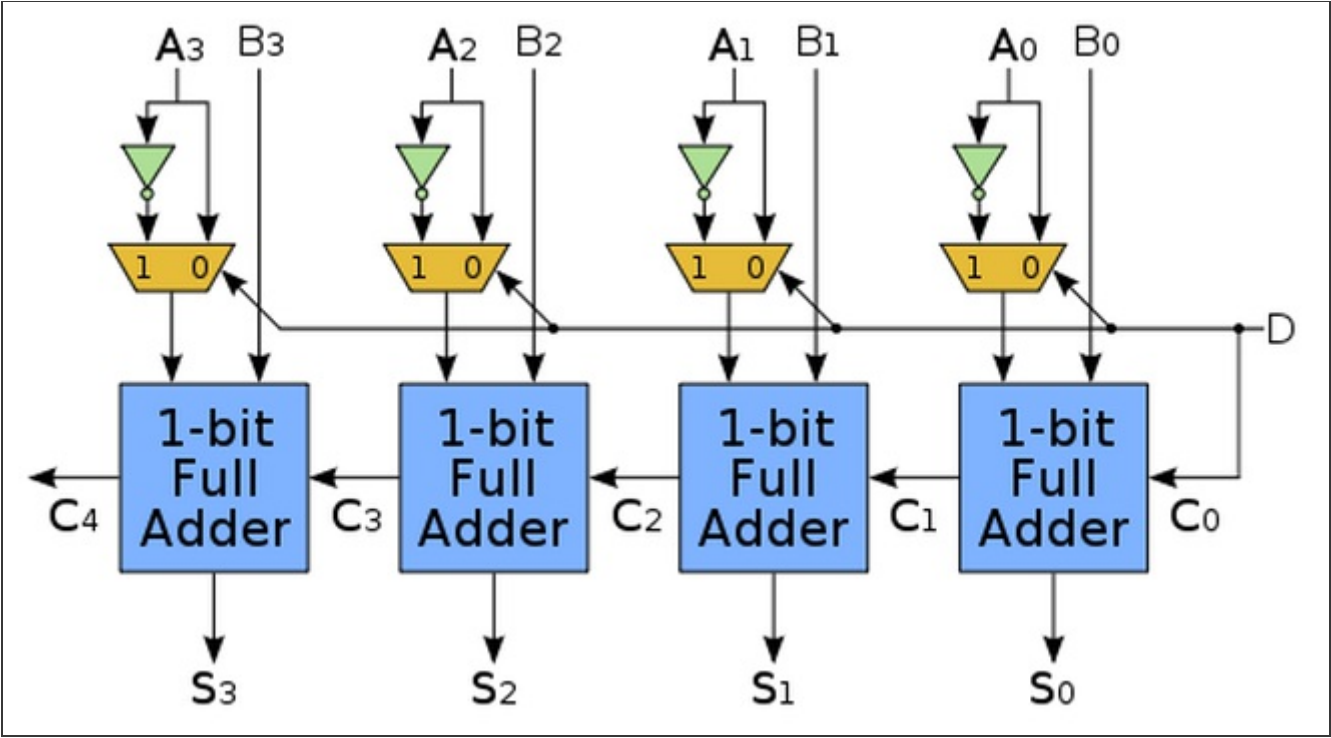 A3 B3 A2 B2 A1 B1 A0 B0
1 0 1 0 1 0 1 0
D
1-bit Full Adder
1-bit Full Adder
1-bit Full Adder
1-bit Full Adder
C4 C3 C2 C1 C0
S3 S2 S1 S0